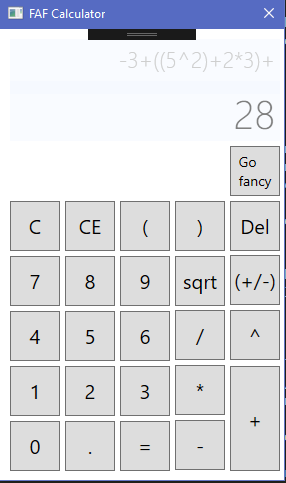 FAF Calculator
-3+((5^2)+2*3)+
28
Go
fancy
C CE ( ) Del
7 8 9 sqrt (+/-)
4 5 6 / ^
1 2 3 *
+
0 . = -